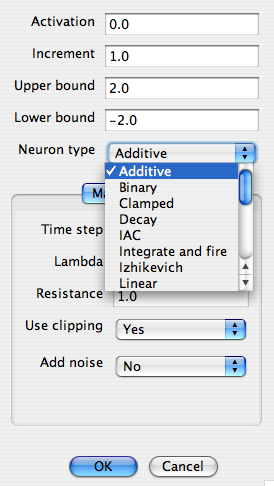 Activation 0.0
Increment 1.0
Upper bound 2.0
Lower bound -2.0
Neuron type Additive
✓ Additive
Binary
Ma Clamped
Decay
Time step IAC
Integrate and fire
Lambda Izhikevich
Linear
Resistance 1.0
Use clipping Yes
Add noise No
OK Cancel